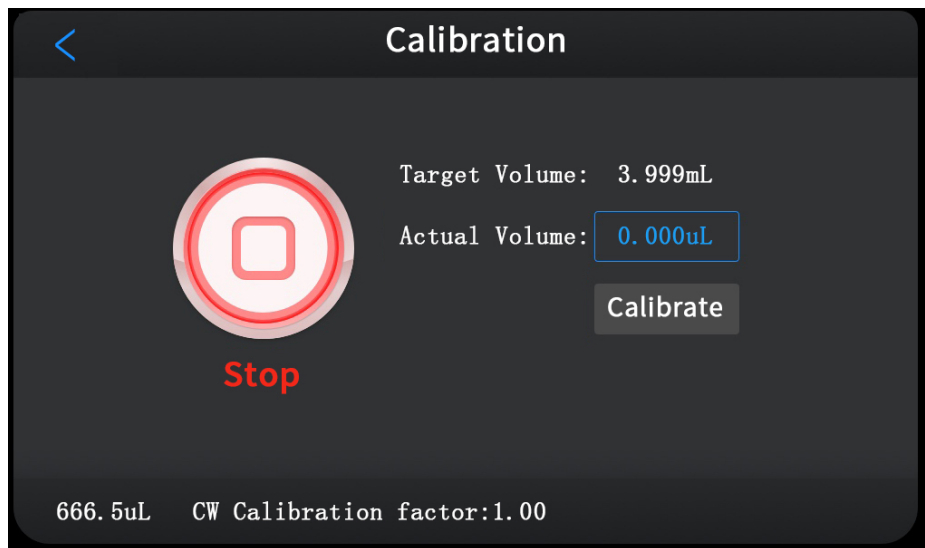 Calibration
Target Volume: 3.999mL
Actual Volume: 0.000uL
Calibrate
Stop
666.5uL CW Calibration factor:1.00